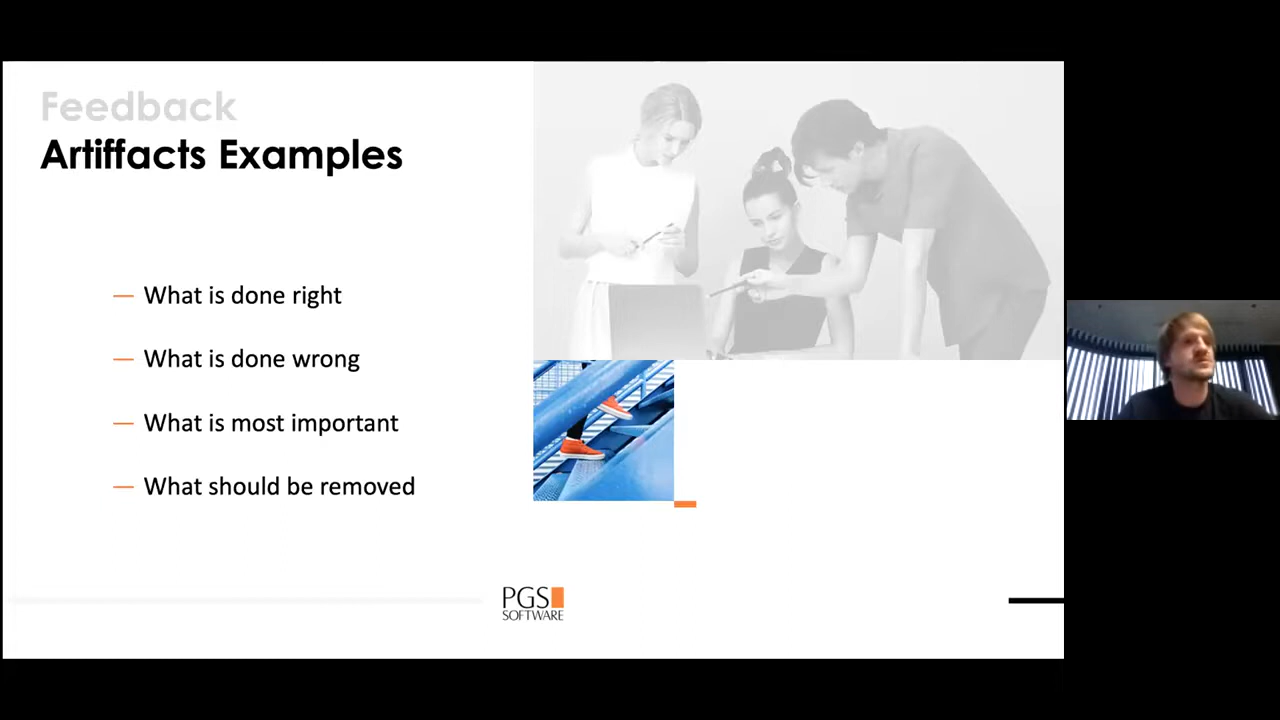 Feedback
Artiffacts Examples
— What is done right
— What is done wrong
— What is most important
— What should be removed
PGS
SOFTWARE